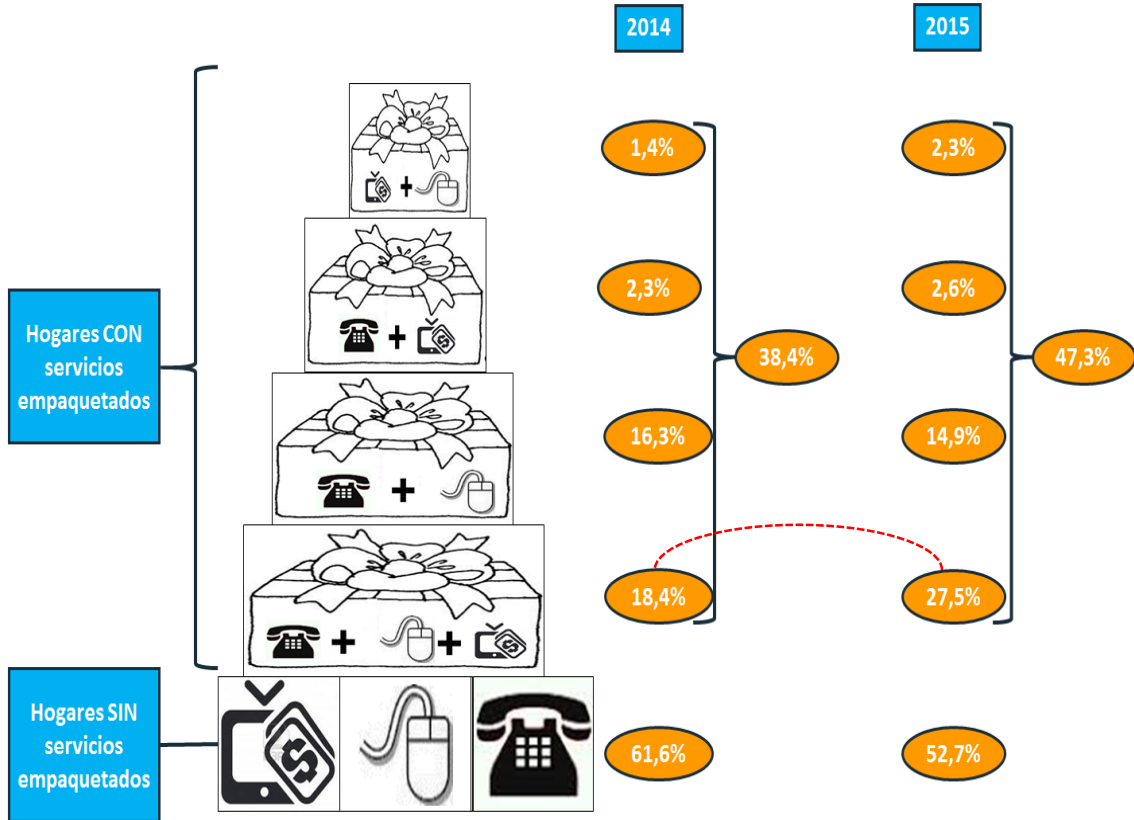 2014
2015
1,4%
2,3%
2,3%
2,6%
Hogares CON
servicios
empaquetados
38,4%
47,3%
16,3%
14,9%
18,4%
27,5%
Hogares SIN
servicios
empaquetados
61,6%
52,7%